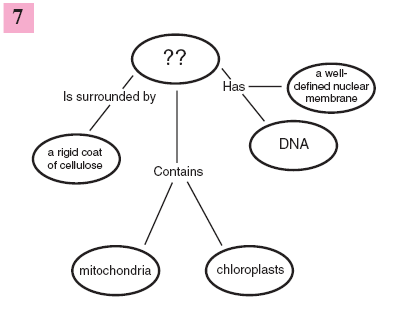 7
??
Is surrounded by
Has
a well-
defined nuclear
membrane
DNA
a rigid coat
of cellulose
Contains
mitochondria
chloroplasts